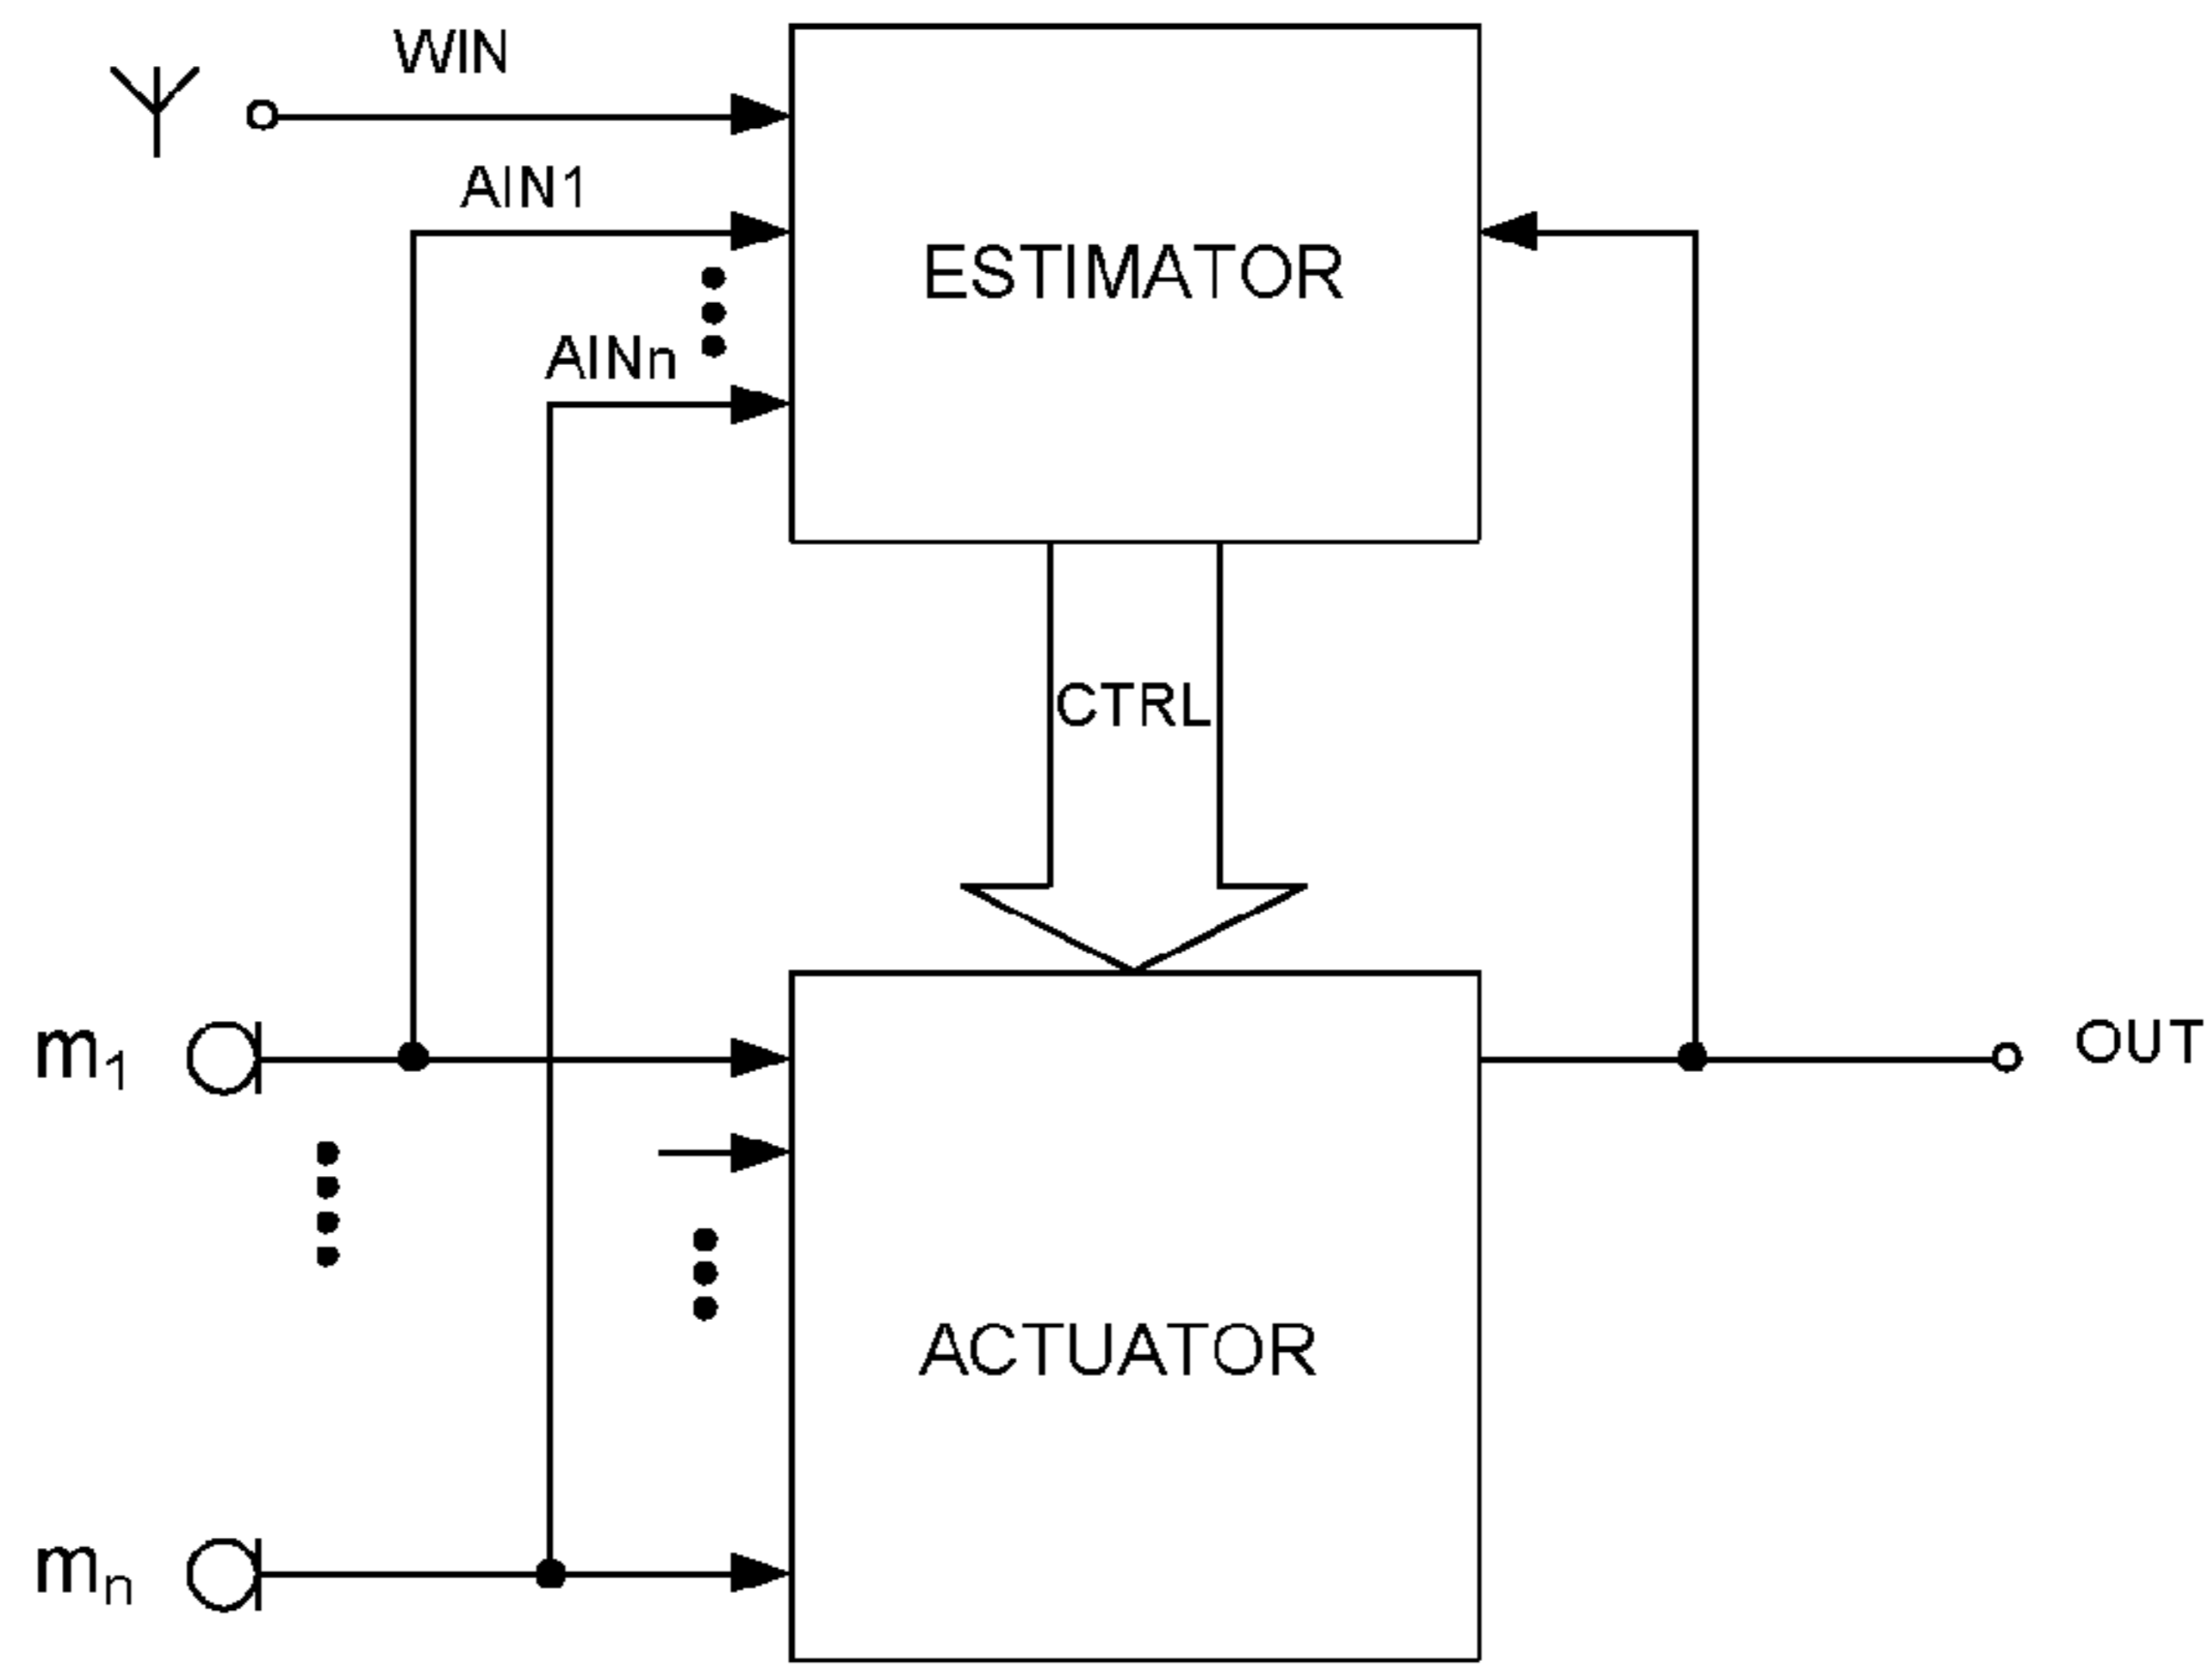 WIN
AIN1
ESTIMATOR
AINn
CTRL
m1
OUT
ACTUATOR
mn